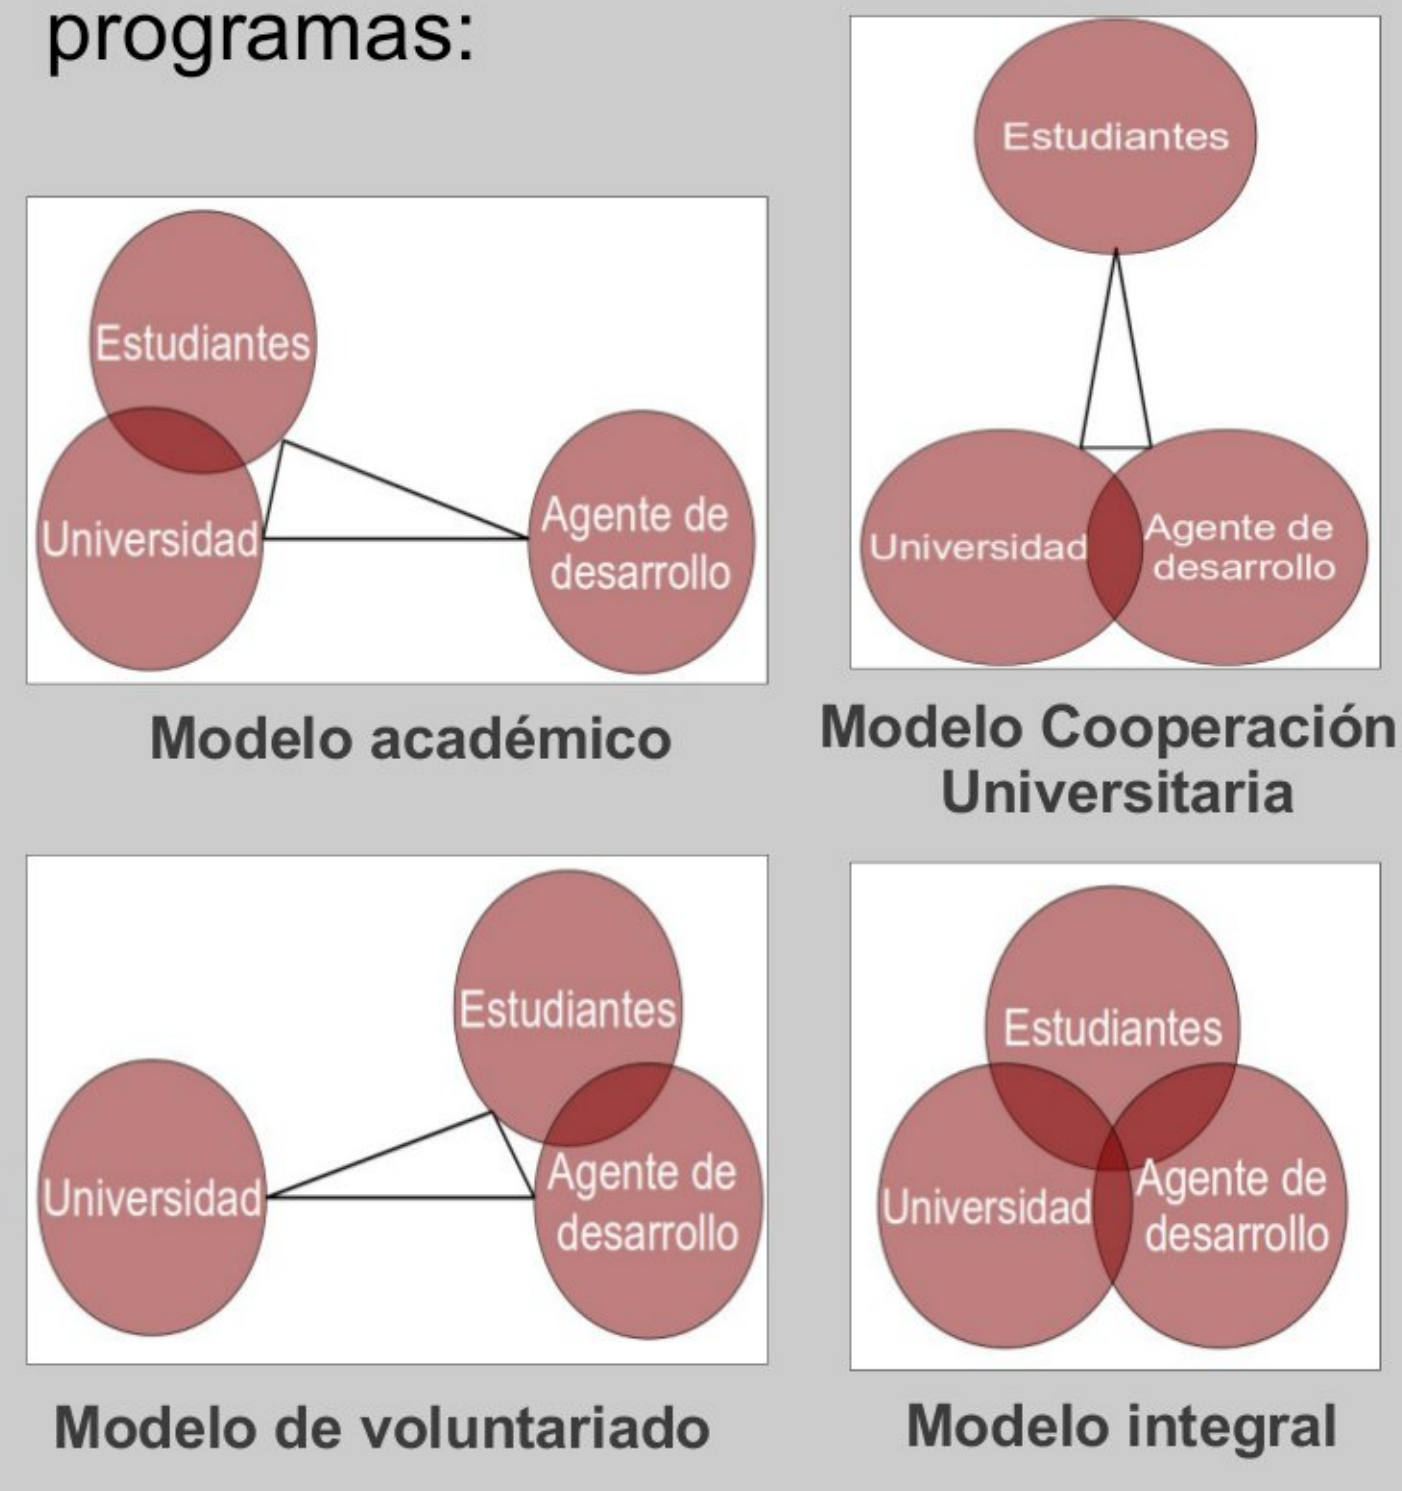 programas:
Estudiantes
Universidad
Agente de
desarrollo
Modelo académico
Estudiantes
Universidad
Agente de
desarrollo
Modelo Cooperación
Universitaria
Estudiantes
Universidad
Agente de
desarrollo
Modelo de voluntariado
Estudiantes
Universidad
Agente de
desarrollo
Modelo integral